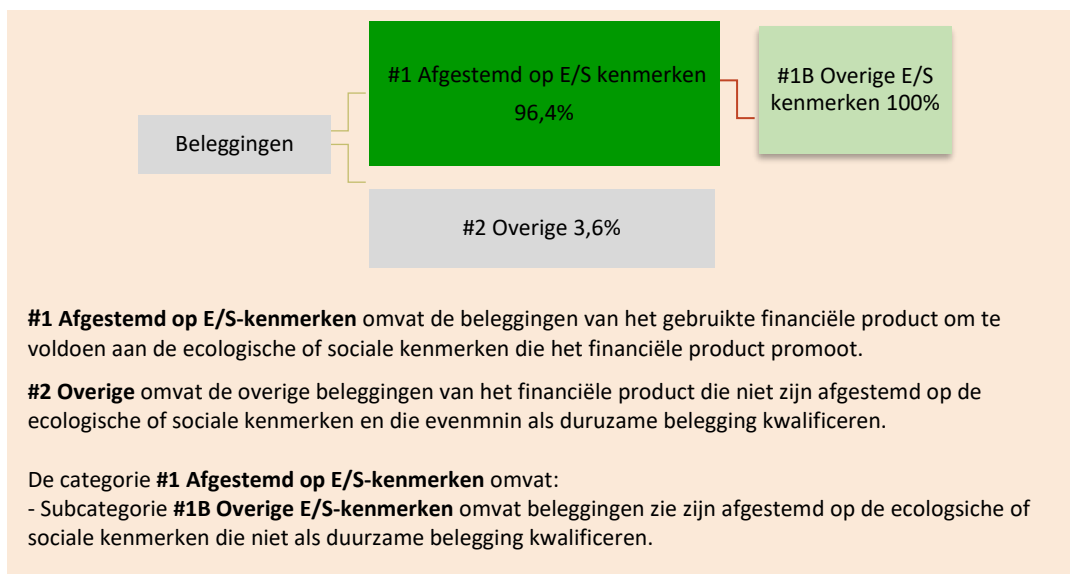 #1 Afgestemd op E/S kenmerken
96,4%
#1B Overige E/S
kenmerken 100%
Beleggingen
#2 Overige 3,6%
#1 Afgestemd op E/S-kenmerken omvat de beleggingen van het gebruikte financiële product om te
voldoen aan de ecologische of sociale kenmerken die het financiële product promoot.
#2 Overige omvat de overige beleggingen van het financiële product die niet zijn afgestemd op de
ecologische of sociale kenmerken en die evenmnin als duruzame belegging kwalificeren.
De categorie #1 Afgestemd op E/S-kenmerken omvat:
- Subcategorie #1B Overige E/S-kenmerken omvat beleggingen zie zijn afgestemd op de ecologsiche of
sociale kenmerken die niet als duurzame belegging kwalificeren.